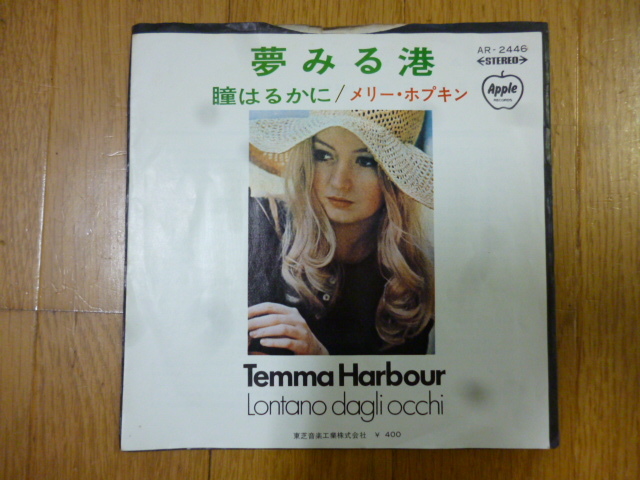 AR-2446
夢みる港
STEREO
瞳はるかに/メリー・ホプキン
Apple
Temma Harbour
Lontano dagli occhi
東芝音楽工業株式会社 ¥ 400